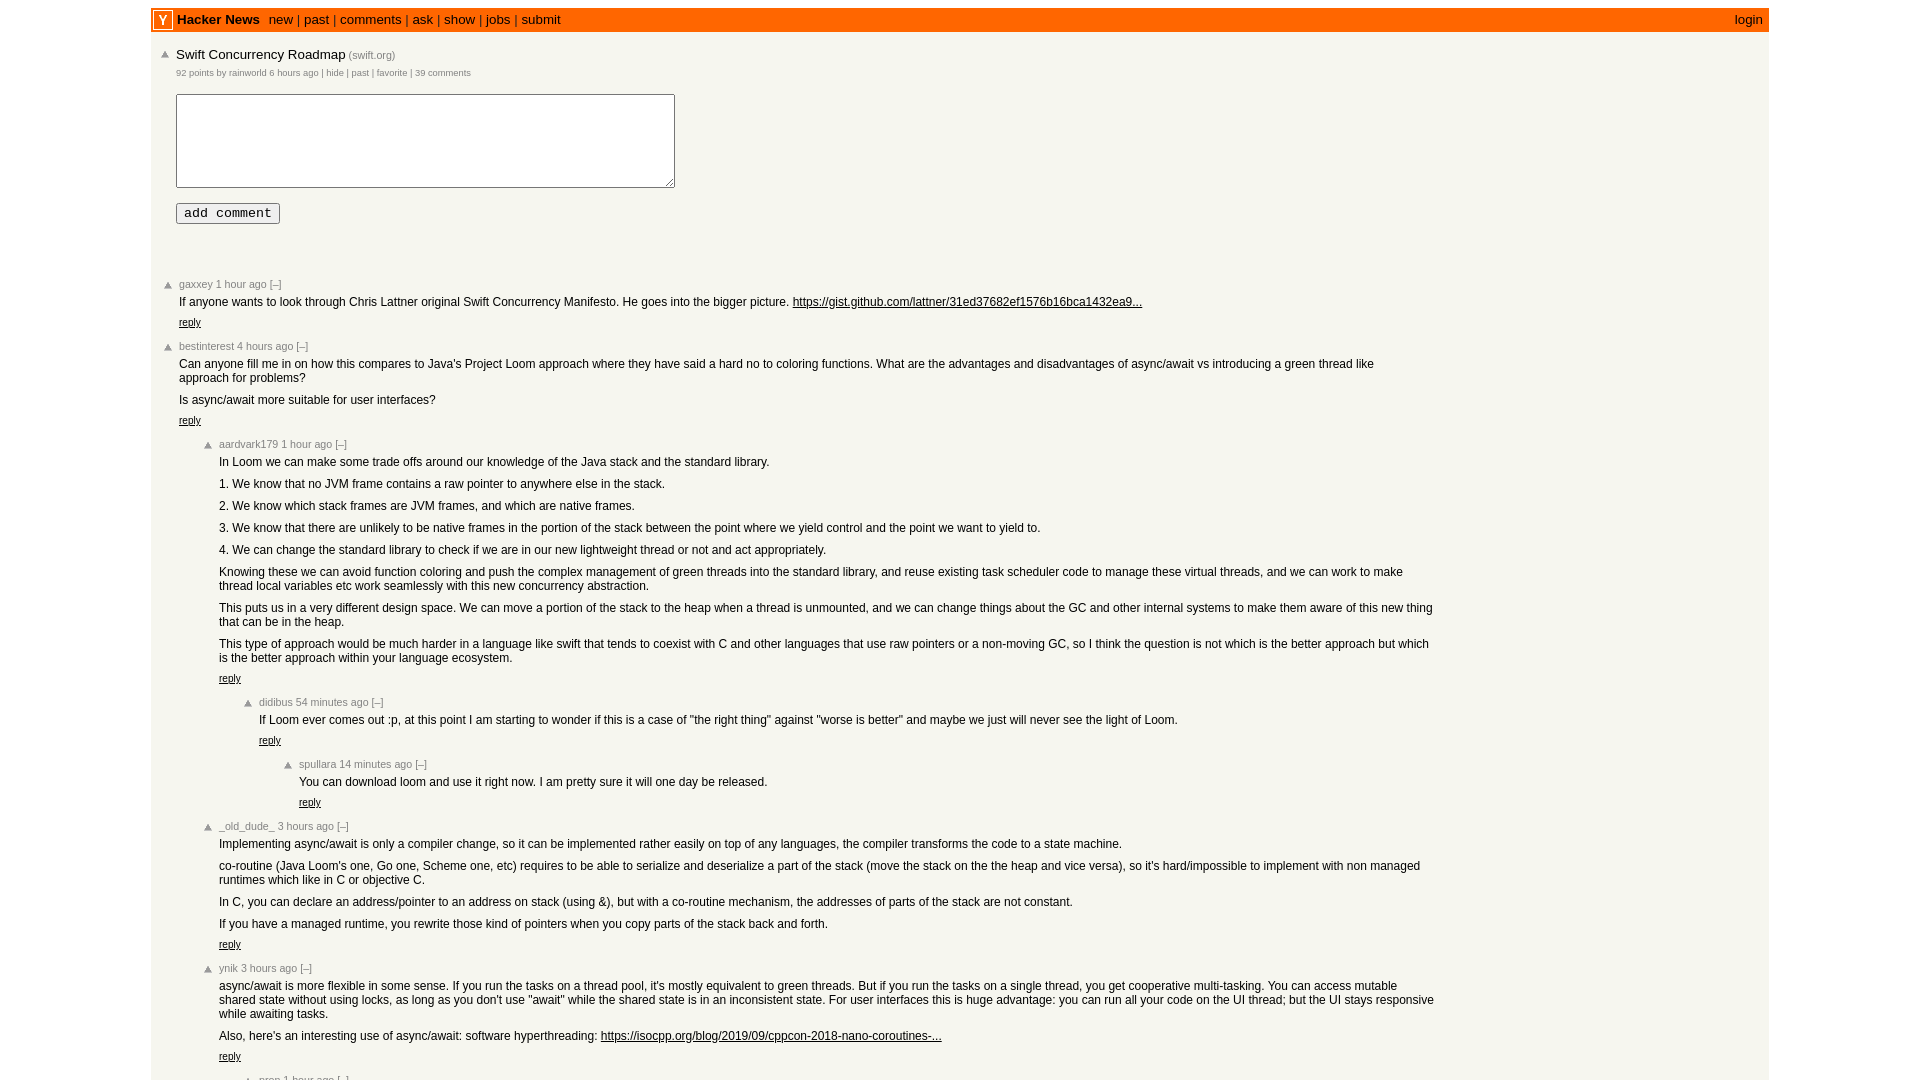 Y Hacker News new | past | comments | ask | show | jobs | submit login
Swift Concurrency Roadmap (swift.org)
92 points by rainworld 6 hours ago | hide | past | favorite | 39 comments
add comment
gaxxey 1 hour ago [–]
If anyone wants to look through Chris Lattner original Swift Concurrency Manifesto. He goes into the bigger picture. https://gist.github.com/lattner/31ed37682ef1576b16bca1432ea9...
reply
bestinterest 4 hours ago [–]
Can anyone fill me in on how this compares to Java's Project Loom approach where they have said a hard no to coloring functions. What are the advantages and disadvantages of async/await vs introducing a green thread like
approach for problems?
Is async/await more suitable for user interfaces?
reply
aardvark179 1 hour ago [–]
In Loom we can make some trade offs around our knowledge of the Java stack and the standard library.
1. We know that no JVM frame contains a raw pointer to anywhere else in the stack.
2. We know which stack frames are JVM frames, and which are native frames.
3. We know that there are unlikely to be native frames in the portion of the stack between the point where we yield control and the point we want to yield to.
4. We can change the standard library to check if we are in our new lightweight thread or not and act appropriately.
Knowing these we can avoid function coloring and push the complex management of green threads into the standard library, and reuse existing task scheduler code to manage these virtual threads, and we can work to make
thread local variables etc work seamlessly with this new concurrency abstraction.
This puts us in a very different design space. We can move a portion of the stack to the heap when a thread is unmounted, and we can change things about the GC and other internal systems to make them aware of this new thing
that can be in the heap.
This type of approach would be much harder in a language like swift that tends to coexist with C and other languages that use raw pointers or a non-moving GC, so I think the question is not which is the better approach but which
is the better approach within your language ecosystem.
reply
didibus 54 minutes ago [–]
If Loom ever comes out :p, at this point I am starting to wonder if this is a case of "the right thing" against "worse is better" and maybe we just will never see the light of Loom.
reply
spullara 14 minutes ago [–]
You can download loom and use it right now. I am pretty sure it will one day be released.
reply
_old_dude_ 3 hours ago [–]
Implementing async/await is only a compiler change, so it can be implemented rather easily on top of any languages, the compiler transforms the code to a state machine.
co-routine (Java Loom's one, Go one, Scheme one, etc) requires to be able to serialize and deserialize a part of the stack (move the stack on the the heap and vice versa), so it's hard/impossible to implement with non managed
runtimes which like in C or objective C.
In C, you can declare an address/pointer to an address on stack (using &), but with a co-routine mechanism, the addresses of parts of the stack are not constant.
If you have a managed runtime, you rewrite those kind of pointers when you copy parts of the stack back and forth.
reply
ynik 3 hours ago [–]
async/await is more flexible in some sense. If you run the tasks on a thread pool, it's mostly equivalent to green threads. But if you run the tasks on a single thread, you get cooperative multi-tasking. You can access mutable
shared state without using locks, as long as you don't use "await" while the shared state is in an inconsistent state. For user interfaces this is huge advantage: you can run all your code on the UI thread; but the UI stays responsive
while awaiting tasks.
Also, here's an interesting use of async/await: software hyperthreading: https://isocpp.org/blog/2019/09/cppcon-2018-nano-coroutines-...
reply
1 hour ago [–]